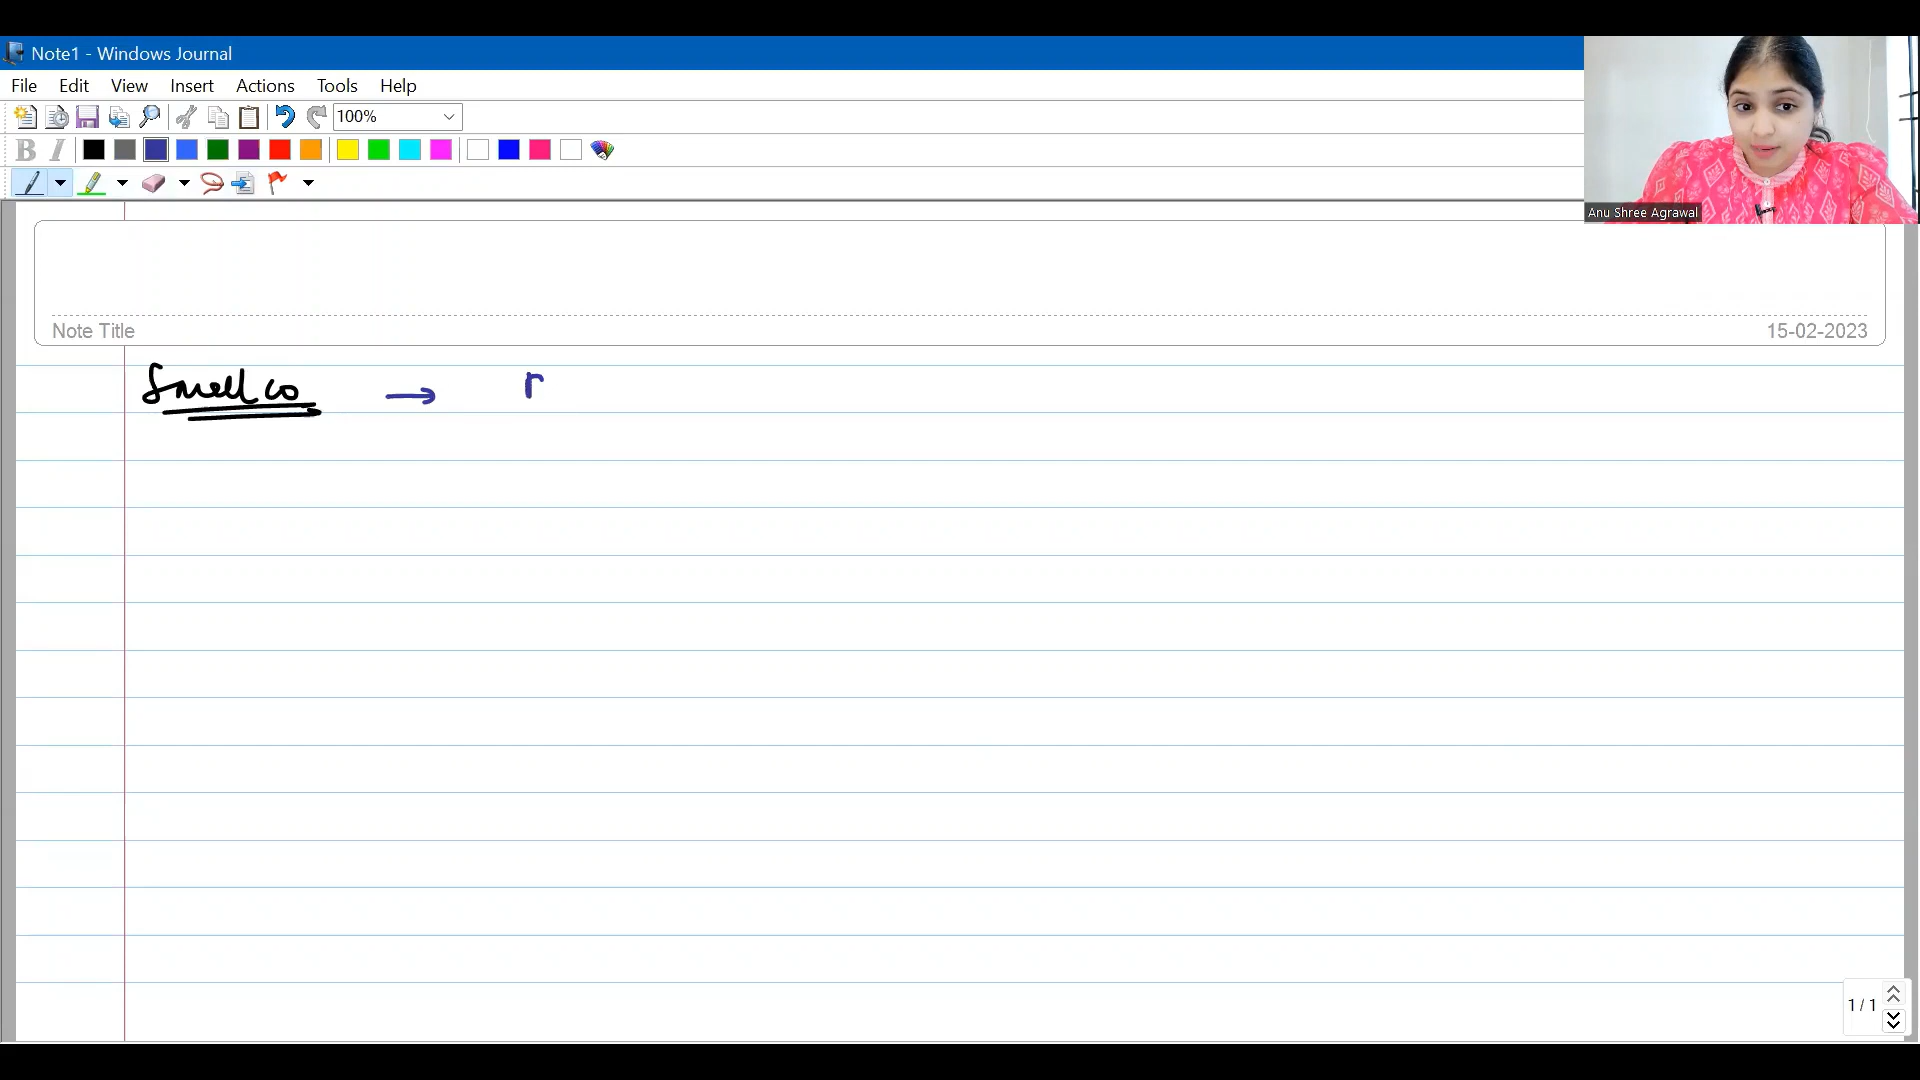 Note1 - Windows Journal
File Edit View Insert Actions Tools Help
100%
B I
Anu Shree Agrawal
Note Title
15-02-2023
Small co → r
1 / 1